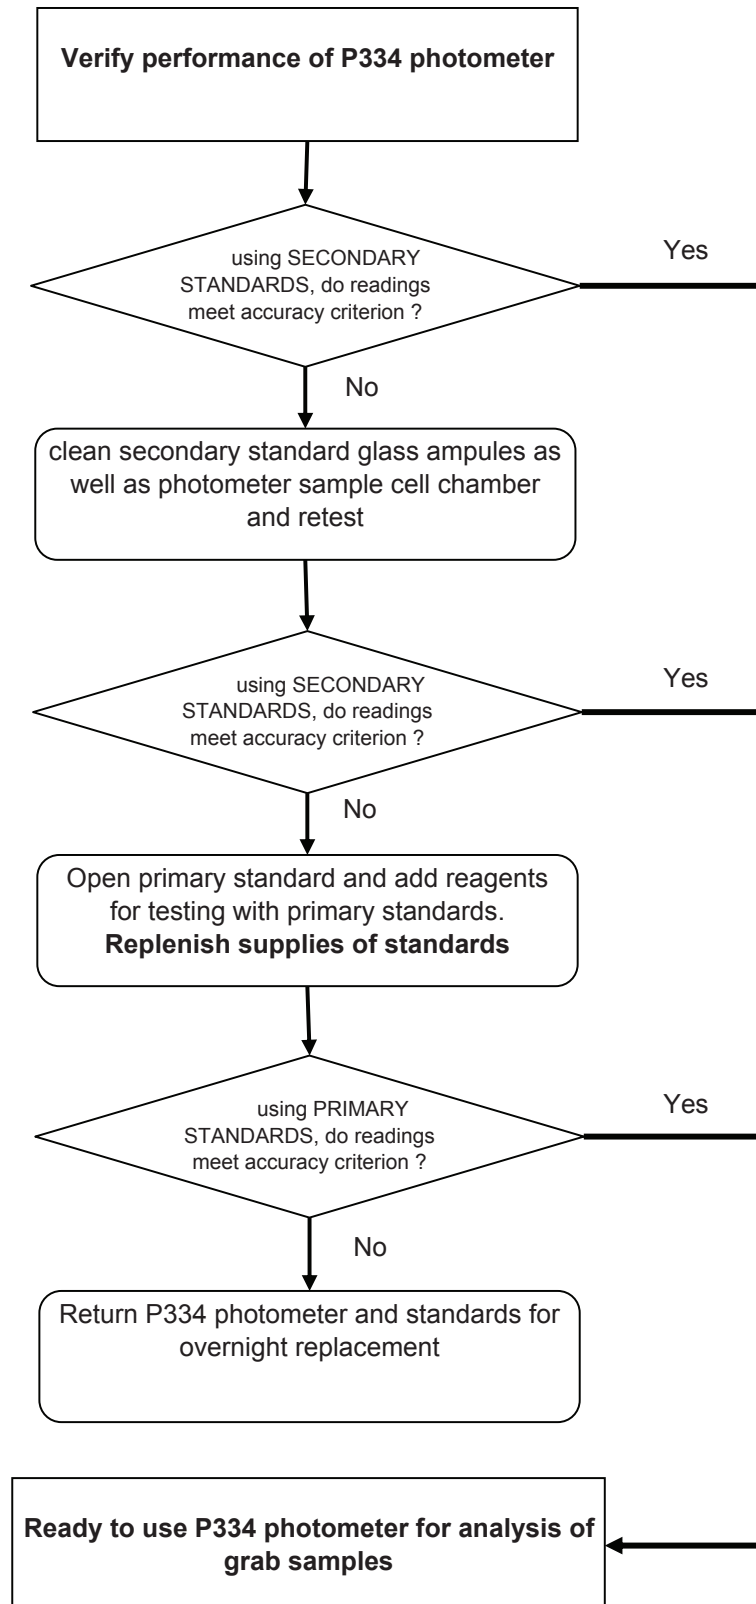 Verify performance of P334 photometer
using SECONDARY
STANDARDS, do readings
meet accuracy criterion ?
Yes
No
clean secondary standard glass ampules as
well as photometer sample cell chamber
and retest
using SECONDARY
STANDARDS, do readings
meet accuracy criterion ?
Yes
No
Open primary standard and add reagents
for testing with primary standards.
Replenish supplies of standards
using PRIMARY
STANDARDS, do readings
meet accuracy criterion ?
Yes
No
Return P334 photometer and standards for
overnight replacement
Ready to use P334 photometer for analysis of
grab samples